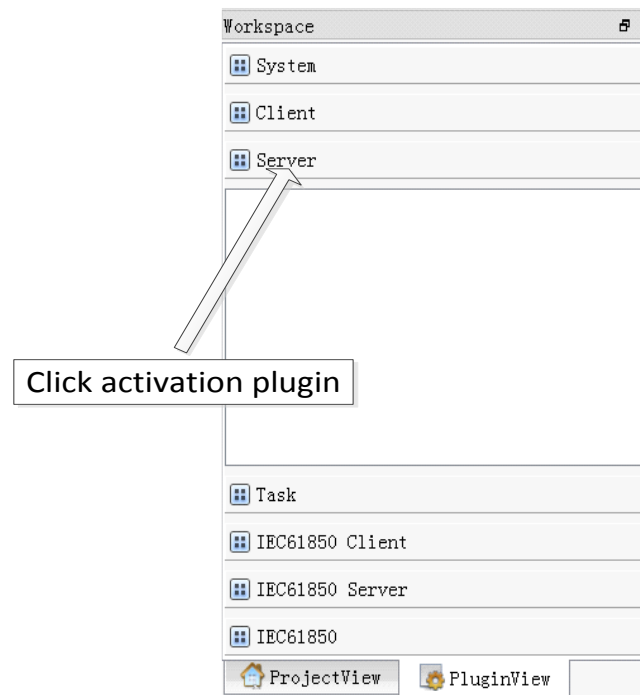 Workspace
System
Client
Server
Click activation plugin
Task
IEC61850 Client
IEC61850 Server
IEC61850
ProjectView PluginView